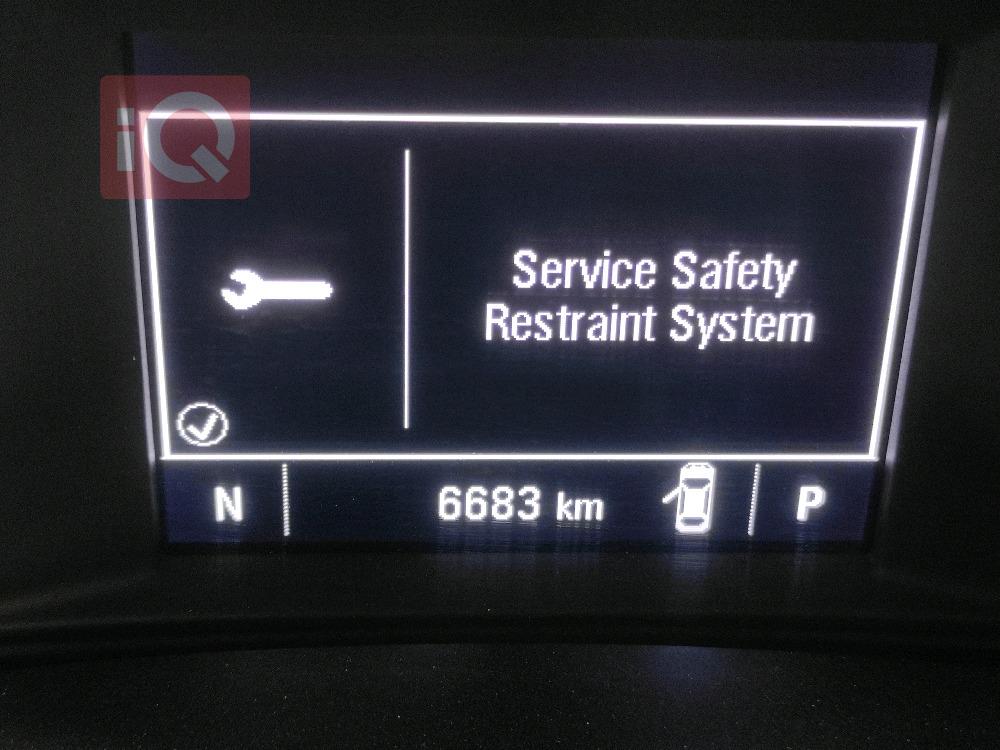 iQ
Service Safety
Restraint System
N 6683 km P